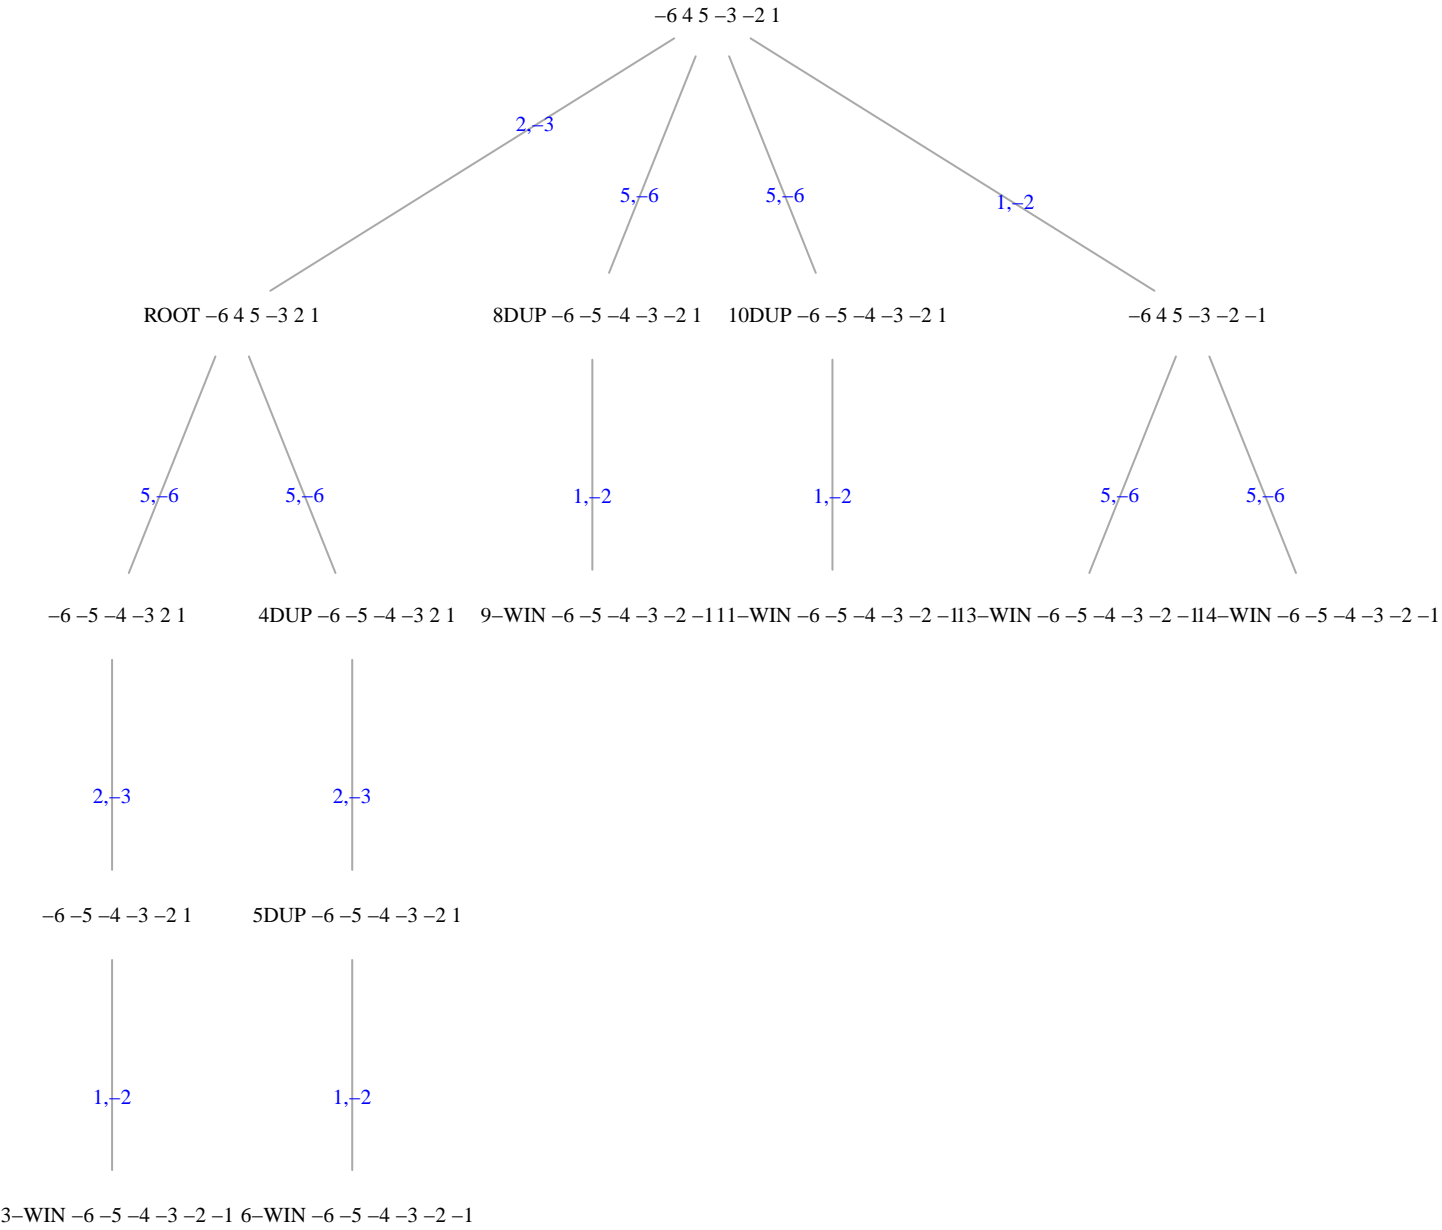 −6 4 5 −3 −2 1
2,−3
5,−6 5,−6
1,−2
ROOT −6 4 5 −3 2 1 8DUP −6 −5 −4 −3 −2 1 10DUP −6 −5 −4 −3 −2 1 −6 4 5 −3 −2 −1
5,−6 5,−6 1,−2 1,−2 5,−6 5,−6
−6 −5 −4 −3 2 1 4DUP −6 −5 −4 −3 2 1 9−WIN −6 −5 −4 −3 −2 −1 11−WIN −6 −5 −4 −3 −2 −1 13−WIN −6 −5 −4 −3 −2 −1 14−WIN −6 −5 −4 −3 −2 −1
2,−3 2,−3
−6 −5 −4 −3 −2 1 5DUP −6 −5 −4 −3 −2 1
1,−2 1,−2
3−WIN −6 −5 −4 −3 −2 −1 6−WIN −6 −5 −4 −3 −2 −1